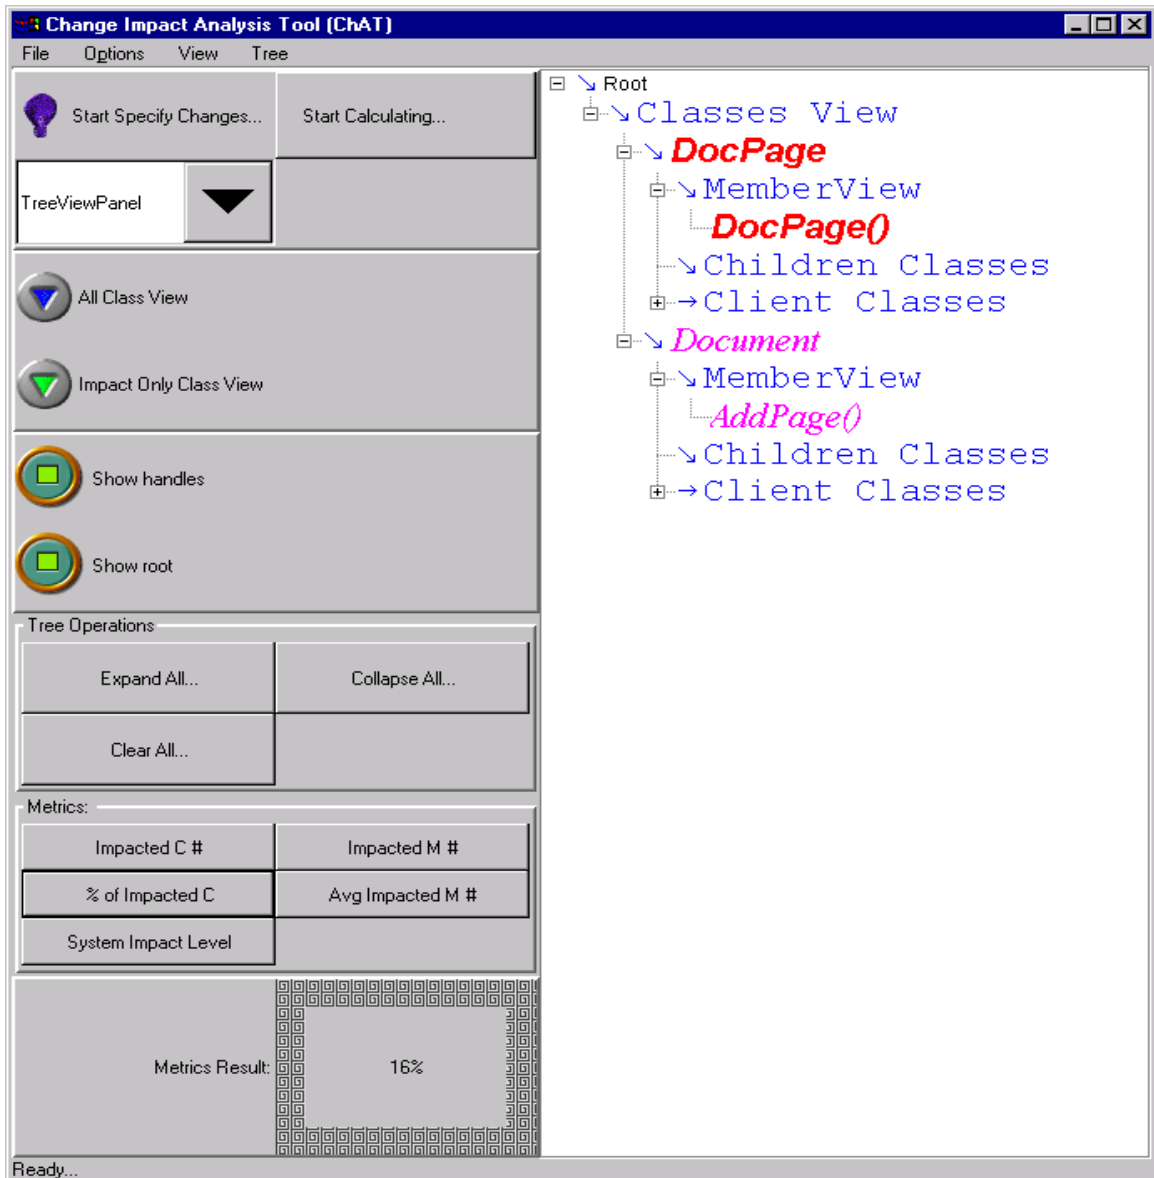 Change Impact Analysis Tool (ChAT)
File Options View Tree
Start Specify Changes... Start Calculating...
TreeViewPanel
All Class View
Impact Only Class View
Show handles
Show root
Tree Operations
Expand All... Collapse All...
Clear All...
Metrics:
Impacted C # Impacted M #
% of Impacted C Avg Impacted M #
System Impact Level
Metrics Result: 16%
Ready...
Root
Classes View
DocPage
MemberView
DocPage()
Children Classes
Client Classes
Document
MemberView
AddPage()
Children Classes
Client Classes